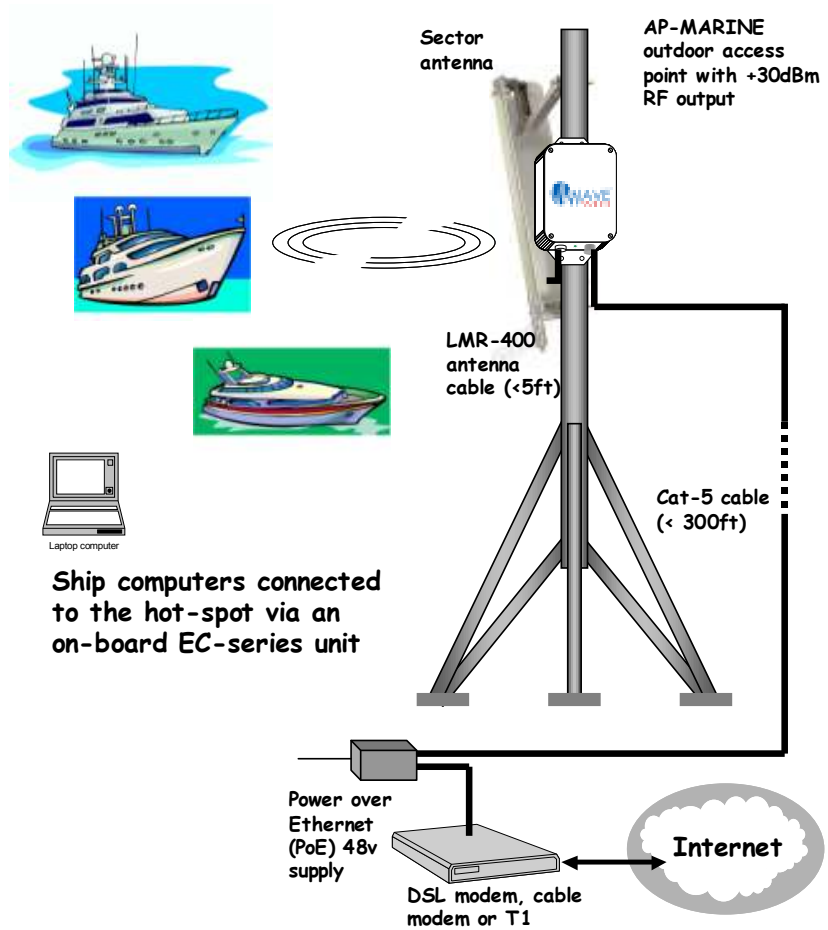 Sector
antenna
AP-MARINE
outdoor access
point with +30dBm
RF output
WAVE
LMR-400
antenna
cable (<5ft)
Cat-5 cable
(< 300ft)
Laptop computer
Ship computers connected
to the hot-spot via an
on-board EC-series unit
Power over
Ethernet
(PoE) 48v
supply
Internet
DSL modem, cable
modem or T1